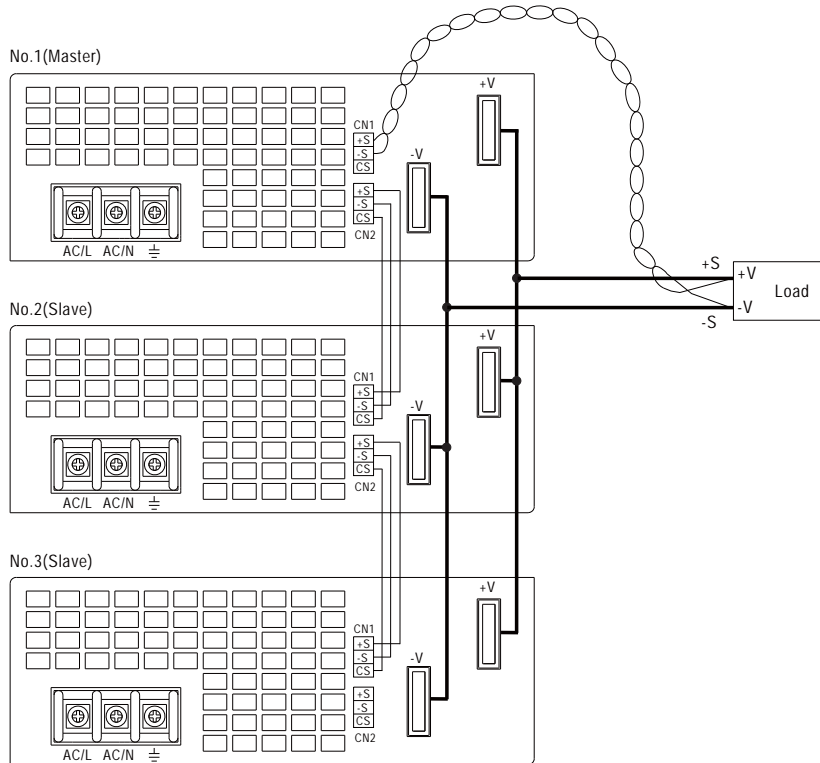 No.1(Master)
+V
CN1
+S
-S
CS
-V
+S
-S
CS
CN2
AC/L AC/N
+S
+V
Load
-V
-S
No.2(Slave)
+V
CN1
+S
-S
CS
-V
+S
-S
CS
CN2
AC/L AC/N
No.3(Slave)
+V
CN1
+S
-S
CS
-V
+S
-S
CS
CN2
AC/L AC/N